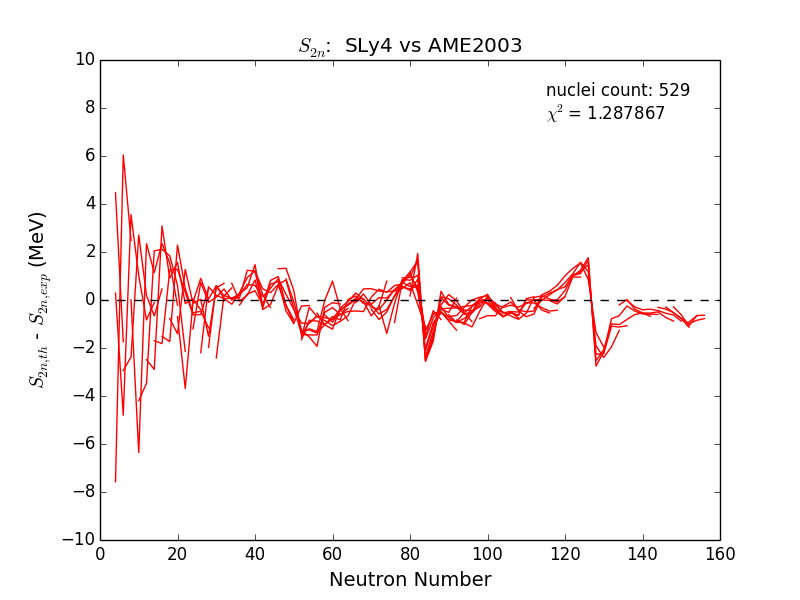 S2n: SLy4 vs AME2003
nuclei count: 529
χ² = 1.287867
S2n,th - S2n,exp (MeV)
10
8
6
4
2
0
−2
−4
−6
−8
−10
0 20 40 60 80 100 120 140 160
Neutron Number